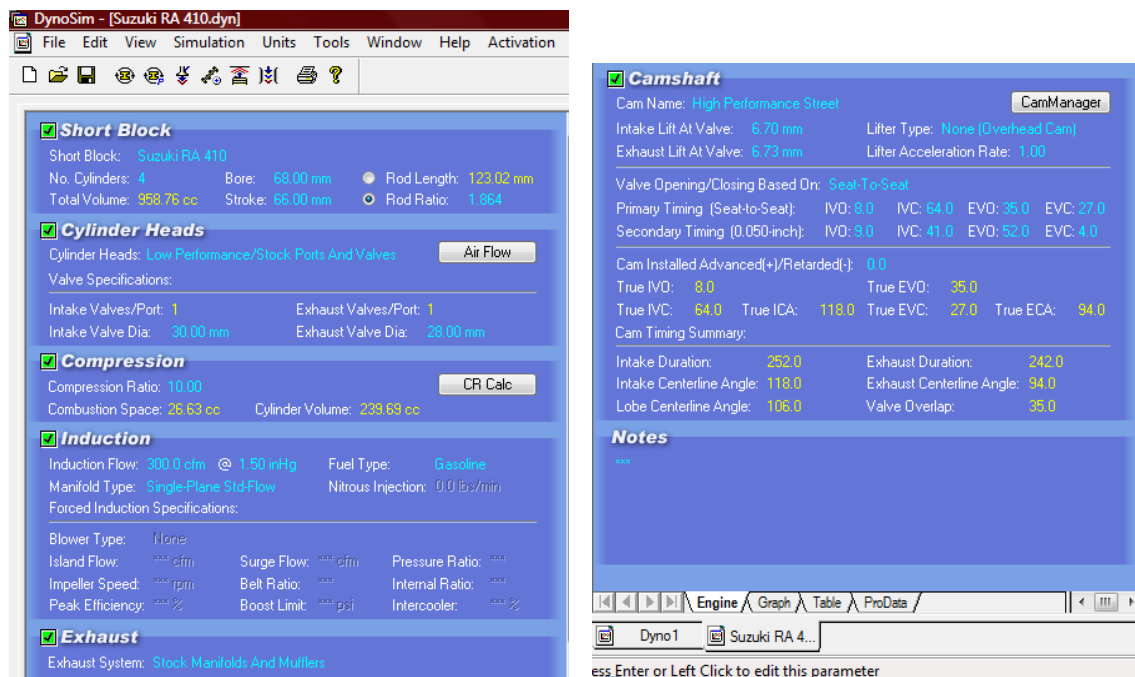 DynoSim - [Suzuki RA 410.dyn]
File Edit View Simulation Units Tools Window Help Activation
Short Block
Short Block: Suzuki RA 410
No. Cylinders: 4 Bore: 68.00 mm Rod Length: 123.02 mm
Total Volume: 958.76 cc Stroke: 66.00 mm Rod Ratio: 1.864
Cylinder Heads
Cylinder Heads: Low Performance/Stock Ports And Valves Air Flow
Valve Specifications:
Intake Valves/Port: 1 Exhaust Valves/Port: 1
Intake Valve Dia: 30.00 mm Exhaust Valve Dia: 28.00 mm
Compression
Compression Ratio: 10.00 CR Calc
Combustion Space: 26.63 cc Cylinder Volume: 239.69 cc
Induction
Induction Flow: 300.0 cfm @ 1.50 inHg Fuel Type: Gasoline
Manifold Type: Single-Plane Std-Flow Nitrous Injection: 0.0 lbs/min
Forced Induction Specifications:
Blower Type: None
Island Flow: *** cfm Surge Flow: *** cfm Pressure Ratio: ***
Impeller Speed: *** rpm Belt Ratio: *** Internal Ratio: ***
Peak Efficiency: *** % Boost Limit: *** psi Intercooler: *** %
Exhaust
Exhaust System: Stock Manifolds And Mufflers
Camshaft
Cam Name: High Performance Street CamManager
Intake Lift At Valve: 6.70 mm Lifter Type: None (Overhead Cam)
Exhaust Lift At Valve: 6.73 mm Lifter Acceleration Rate: 1.00
Valve Opening/Closing Based On: Seat-To-Seat
Primary Timing (Seat-to-Seat): IVO: 8.0 IVC: 64.0 EVO: 35.0 EVC: 27.0
Secondary Timing (0.050-inch): IVO: 9.0 IVC: 41.0 EVO: 52.0 EVC: 4.0
Cam Installed Advanced(+)/Retarded(-): 0.0
True IVO: 8.0 True EVO: 35.0
True IVC: 64.0 True ICA: 118.0 True EVC: 27.0 True ECA: 94.0
Cam Timing Summary:
Intake Duration: 252.0 Exhaust Duration: 242.0
Intake Centerline Angle: 118.0 Exhaust Centerline Angle: 94.0
Lobe Centerline Angle: 106.0 Valve Overlap: 35.0
Notes
***
Engine Graph Table ProData
Dyno1 Suzuki RA 4...
ess Enter or Left Click to edit this parameter